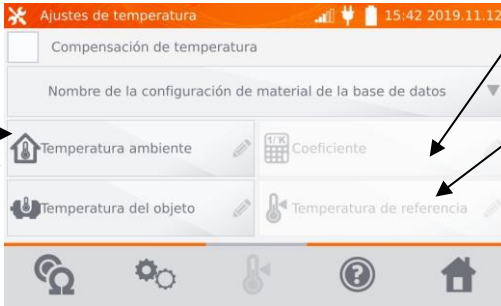 Ajustes de temperatura 15:42 2019.11.12
Compensación de temperatura
Nombre de la configuración de material de la base de datos
Temperatura ambiente 1/K Coeficiente
Temperatura del objeto Temperatura de referencia